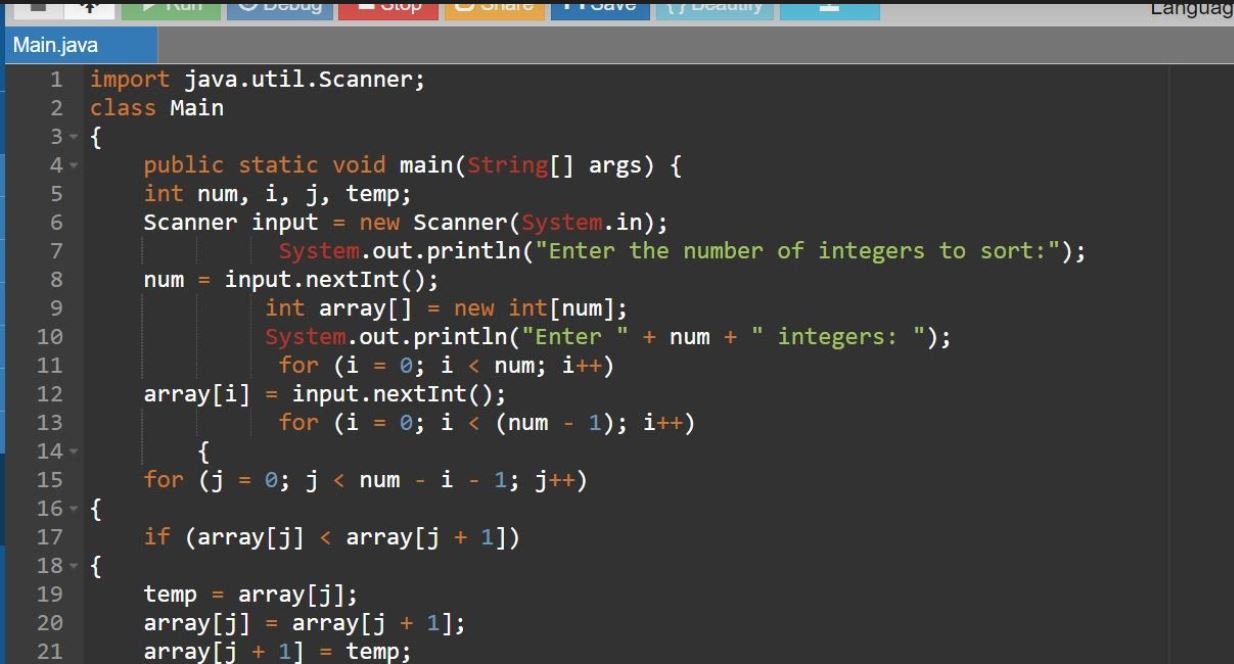 Run Debug Stop Share Save {} Beautify
Languag
Main.java
1 import java.util.Scanner;
2 class Main
3 {
4 public static void main(String[] args) {
5 int num, i, j, temp;
6 Scanner input = new Scanner(System.in);
7 System.out.println("Enter the number of integers to sort:");
8 num = input.nextInt();
9 int array[] = new int[num];
10 System.out.println("Enter " + num + " integers: ");
11 for (i = 0; i < num; i++)
12 array[i] = input.nextInt();
13 for (i = 0; i < (num - 1); i++)
14 {
15 for (j = 0; j < num - i - 1; j++)
16 {
17 if (array[j] < array[j + 1])
18 {
19 temp = array[j];
20 array[j] = array[j + 1];
21 array[j + 1] = temp;